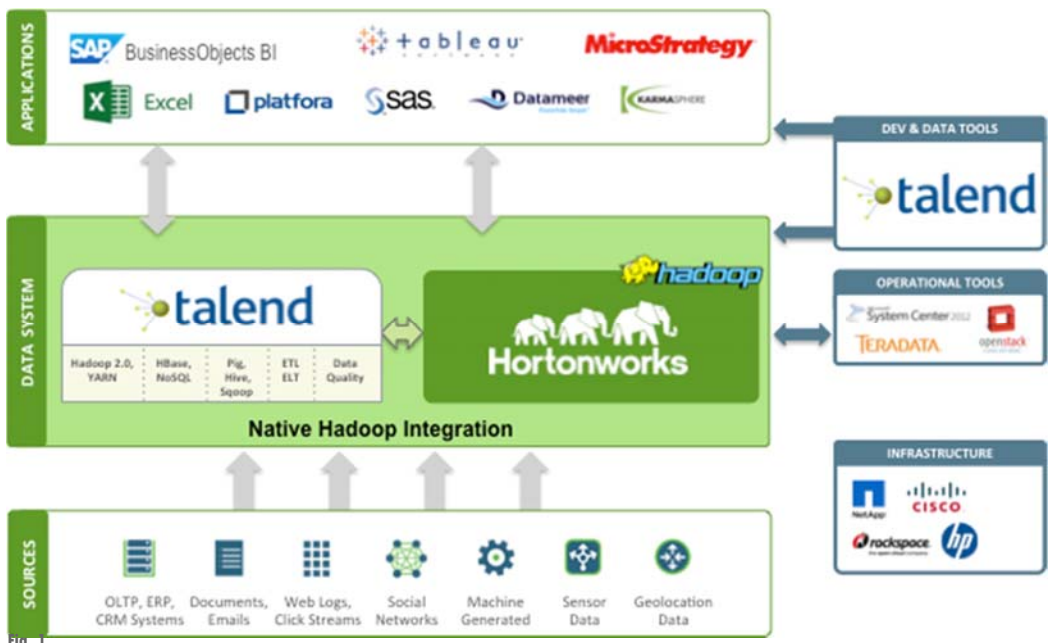 APPLICATIONS
SAP BusinessObjects BI
+ a b l e a u
MicroStrategy
Excel
platfora
sas
Datameer
KARMASPHERE
DEV & DATA TOOLS
talend
DATA SYSTEM
talend
Hadoop 2.0,
YARN
HBase,
NoSQL
Pig,
Hive,
Sqoop
ETL
ELT
Data
Quality
hadoop
Hortonworks
Native Hadoop Integration
OPERATIONAL TOOLS
System Center 2012
TERADATA
openstack
INFRASTRUCTURE
NetApp
CISCO
rackspace
hp
SOURCES
OLTP, ERP,
CRM Systems
Documents,
Emails
Web Logs,
Click Streams
Social
Networks
Machine
Generated
Sensor
Data
Geolocation
Data
Fig. 1